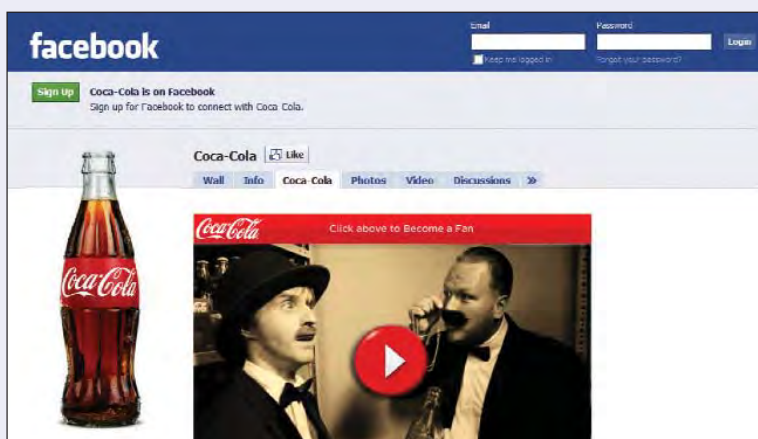 facebook
Email
Password
Login
Keep me logged in
Forgot your password?
Sign Up
Coca-Cola is on Facebook
Sign up for Facebook to connect with Coca Cola.
Coca-Cola Like
Wall Info Coca-Cola Photos Video Discussions »
Coca-Cola Click above to Become a Fan
Coca-Cola